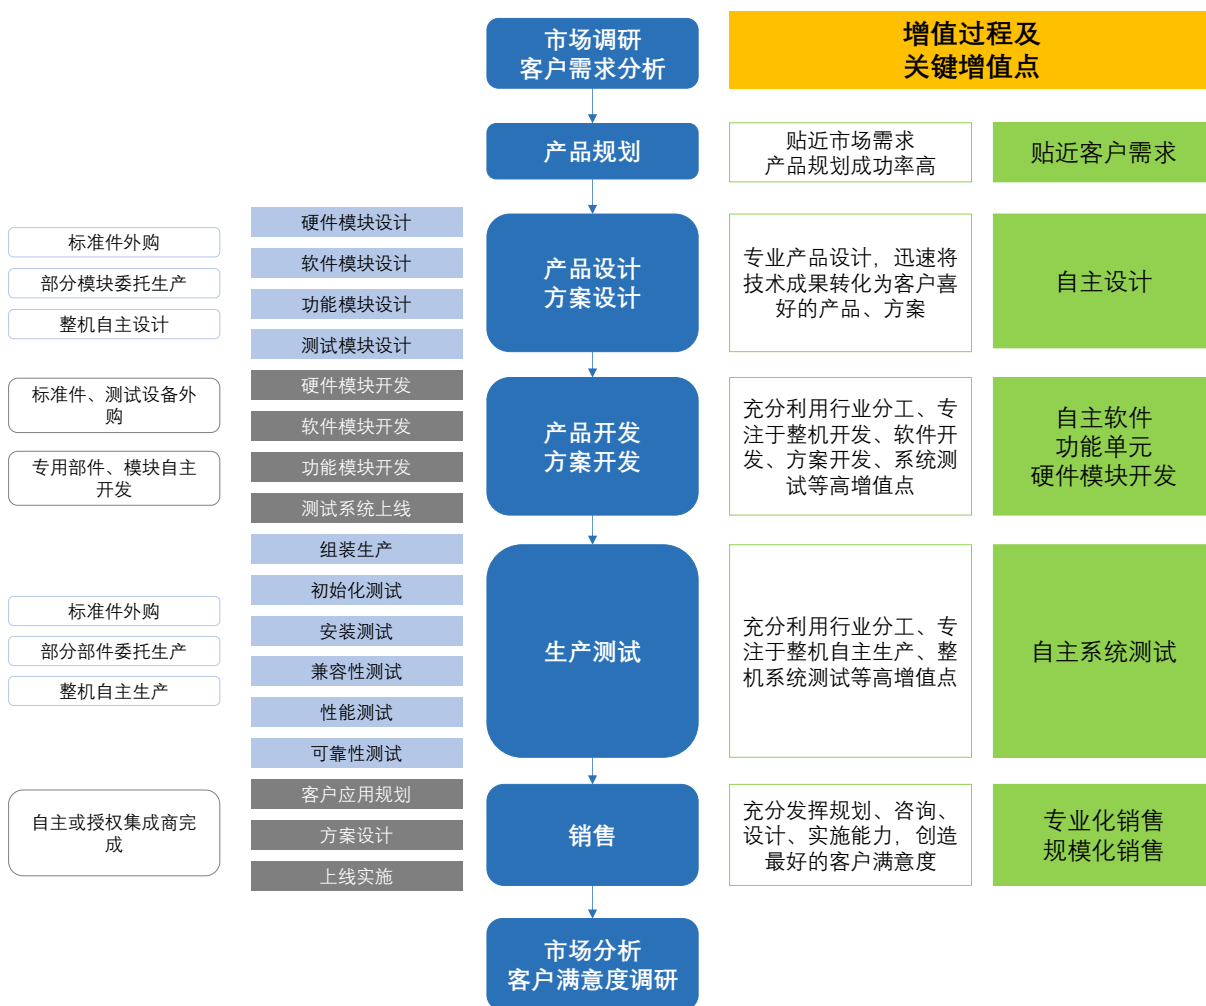 市场调研
客户需求分析
增值过程及
关键增值点
产品规划
贴近市场需求
产品规划成功率高
贴近客户需求
标准件外购
部分模块委托生产
整机自主设计
硬件模块设计
软件模块设计
功能模块设计
测试模块设计
产品设计
方案设计
专业产品设计，迅速将
技术成果转化为客户喜
好的产品、方案
自主设计
标准件、测试设备外
购
专用部件、模块自主
开发
硬件模块开发
软件模块开发
功能模块开发
测试系统上线
产品开发
方案开发
充分利用行业分工、专
注于整机开发、软件开
发、方案开发、系统测
试等高增值点
自主软件
功能单元
硬件模块开发
标准件外购
部分部件委托生产
整机自主生产
组装生产
初始化测试
安装测试
兼容性测试
性能测试
可靠性测试
生产测试
充分利用行业分工、专
注于整机自主生产、整
机系统测试等高增值点
自主系统测试
自主或授权集成商完
成
客户应用规划
方案设计
上线实施
销售
充分发挥规划、咨询、
设计、实施能力，创造
最好的客户满意度
专业化销售
规模化销售
市场分析
客户满意度调研